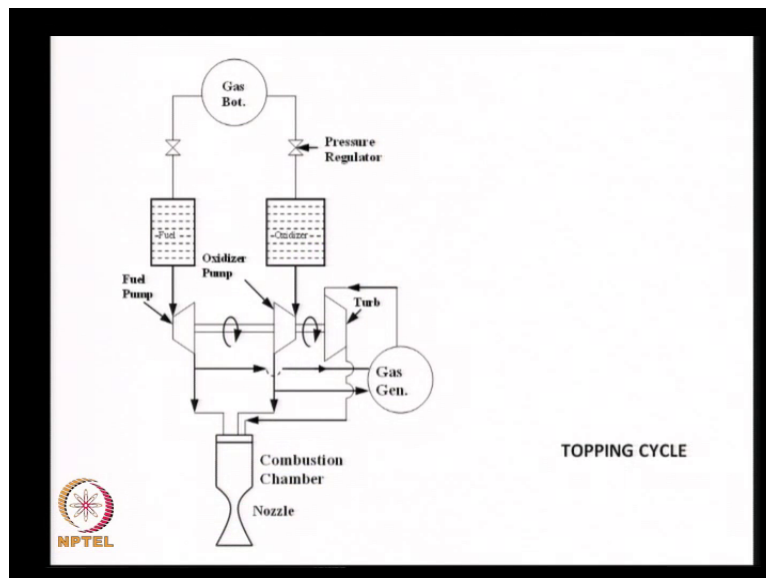 Gas
Bot.
Pressure
Regulator
Fuel
Oxidizer
Oxidizer
Pump
Fuel
Pump
Turb
Gas
Gen.
TOPPING CYCLE
Combustion
Chamber
Nozzle
NPTEL